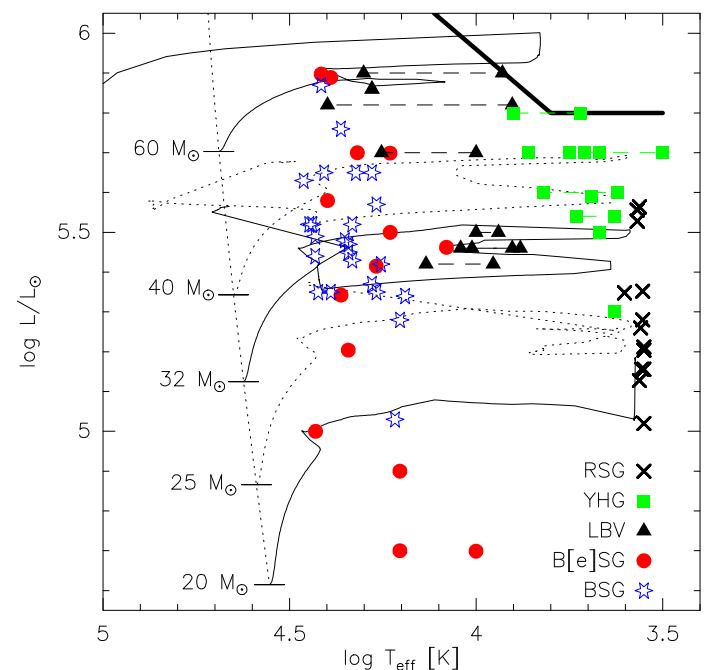 6
60 M⊙
5.5
log L/L⊙
40 M⊙
32 M⊙
5
RSG
25 M⊙
YHG
LBV
B[e]SG
20 M⊙
BSG
5
4.5
4
3.5
log Teff [K]